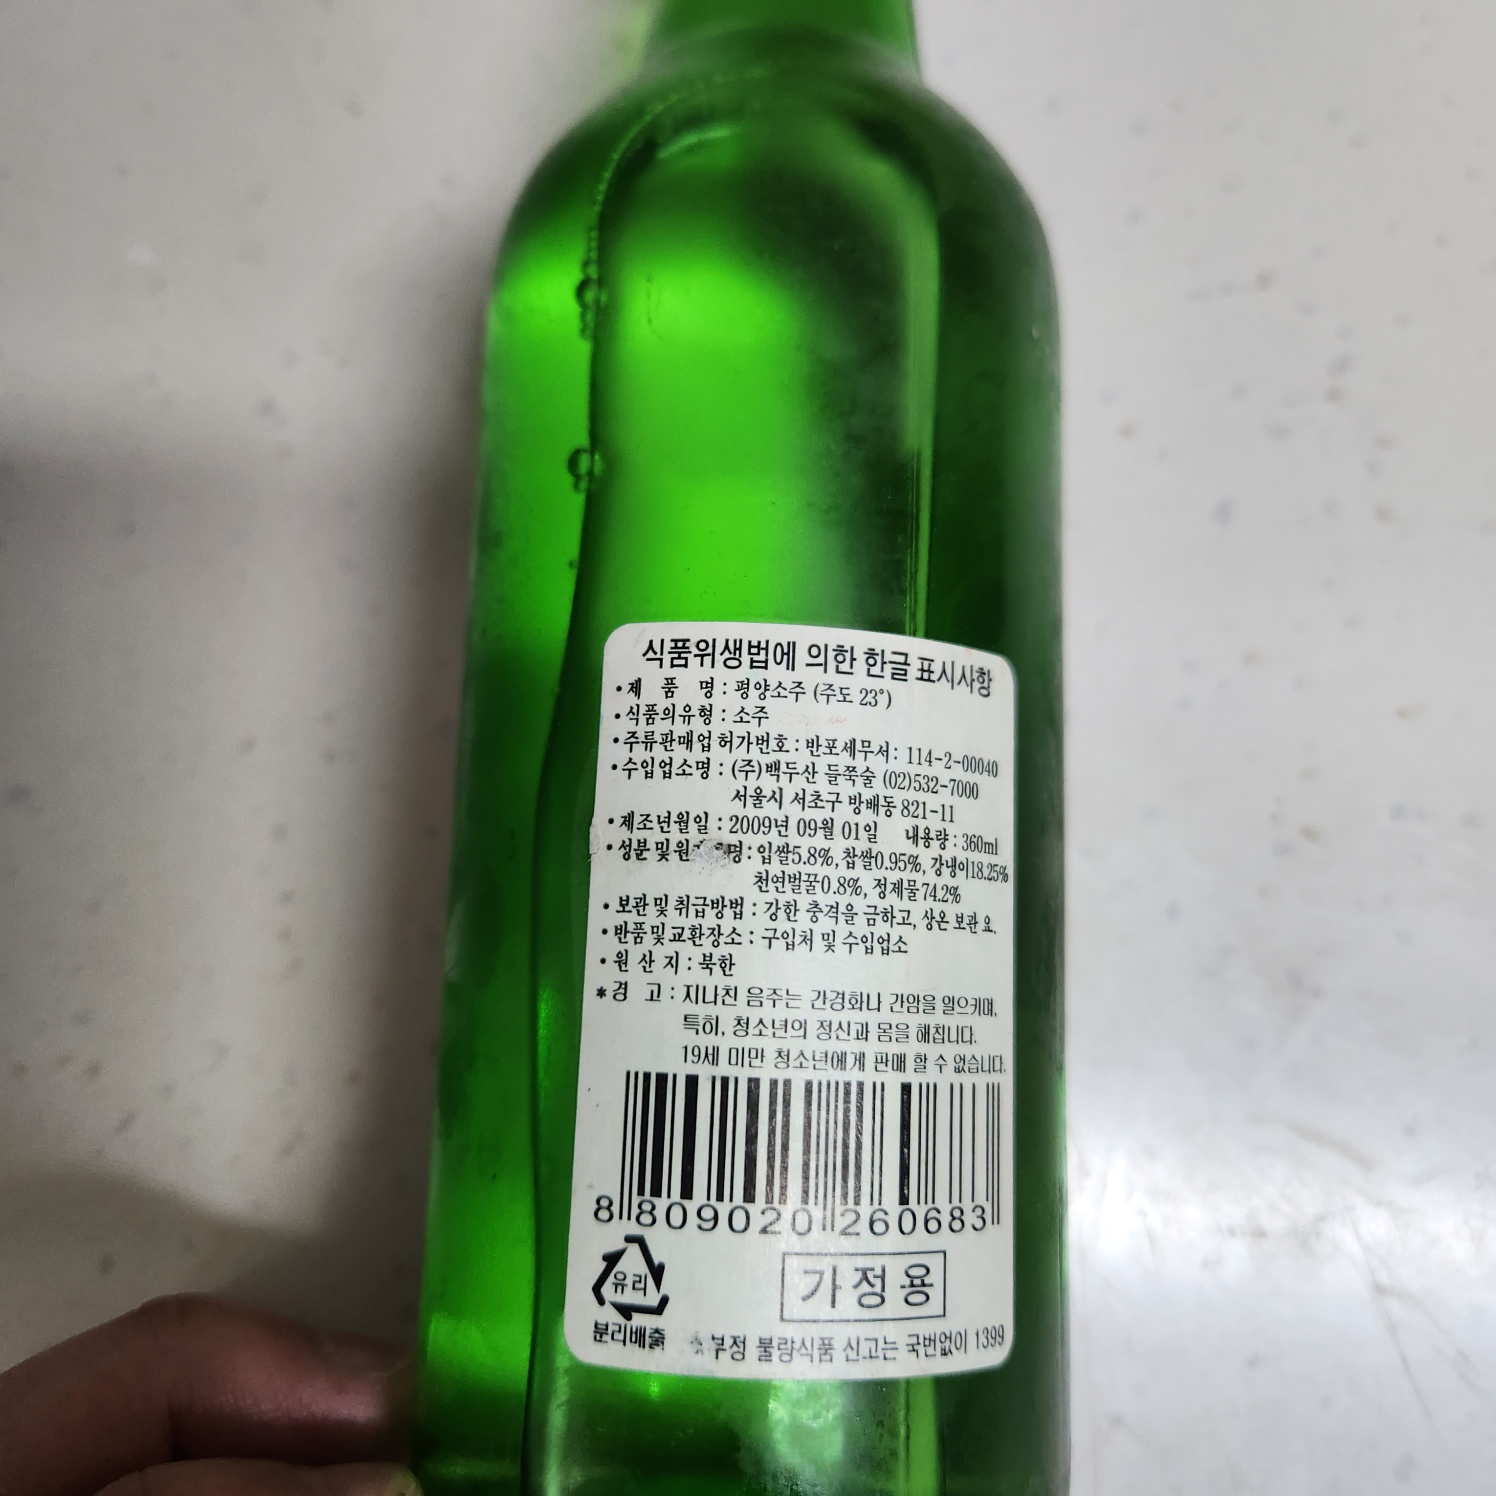 식품위생법에 의한 한글 표시사항
•제 품 명 : 평양소주 (주도 23°)
•식품의유형 : 소주
•주류판매업 허가번호 : 반포세무서 : 114-2-00040
•수입업소명 : (주)백두산 들쭉술 (02)532-7000
서울시 서초구 방배동 821-11
•제조년월일 : 2009년 09월 01일 내용량 : 360ml
•성분 및 입쌀5.8%, 찹쌀0.95%, 강냉이18.25%
천연벌꿀0.8%, 정제물74.2%
•보관 및 취급방법 : 강한 충격을 금하고, 상온 보관 요.
•반품및교환장소 : 구입처 및 수입업소
•원 산 지 : 북한
*경 고 : 지나친 음주는 간경화나 간암을 일으키며,
특히, 청소년의 정신과 몸을 해칩니다.
19세 미만 청소년에게 판매 할 수 없습니다.
8 809020 260683
유리
가정용
분리배출 부정 불량식품 신고는 국번없이 1399